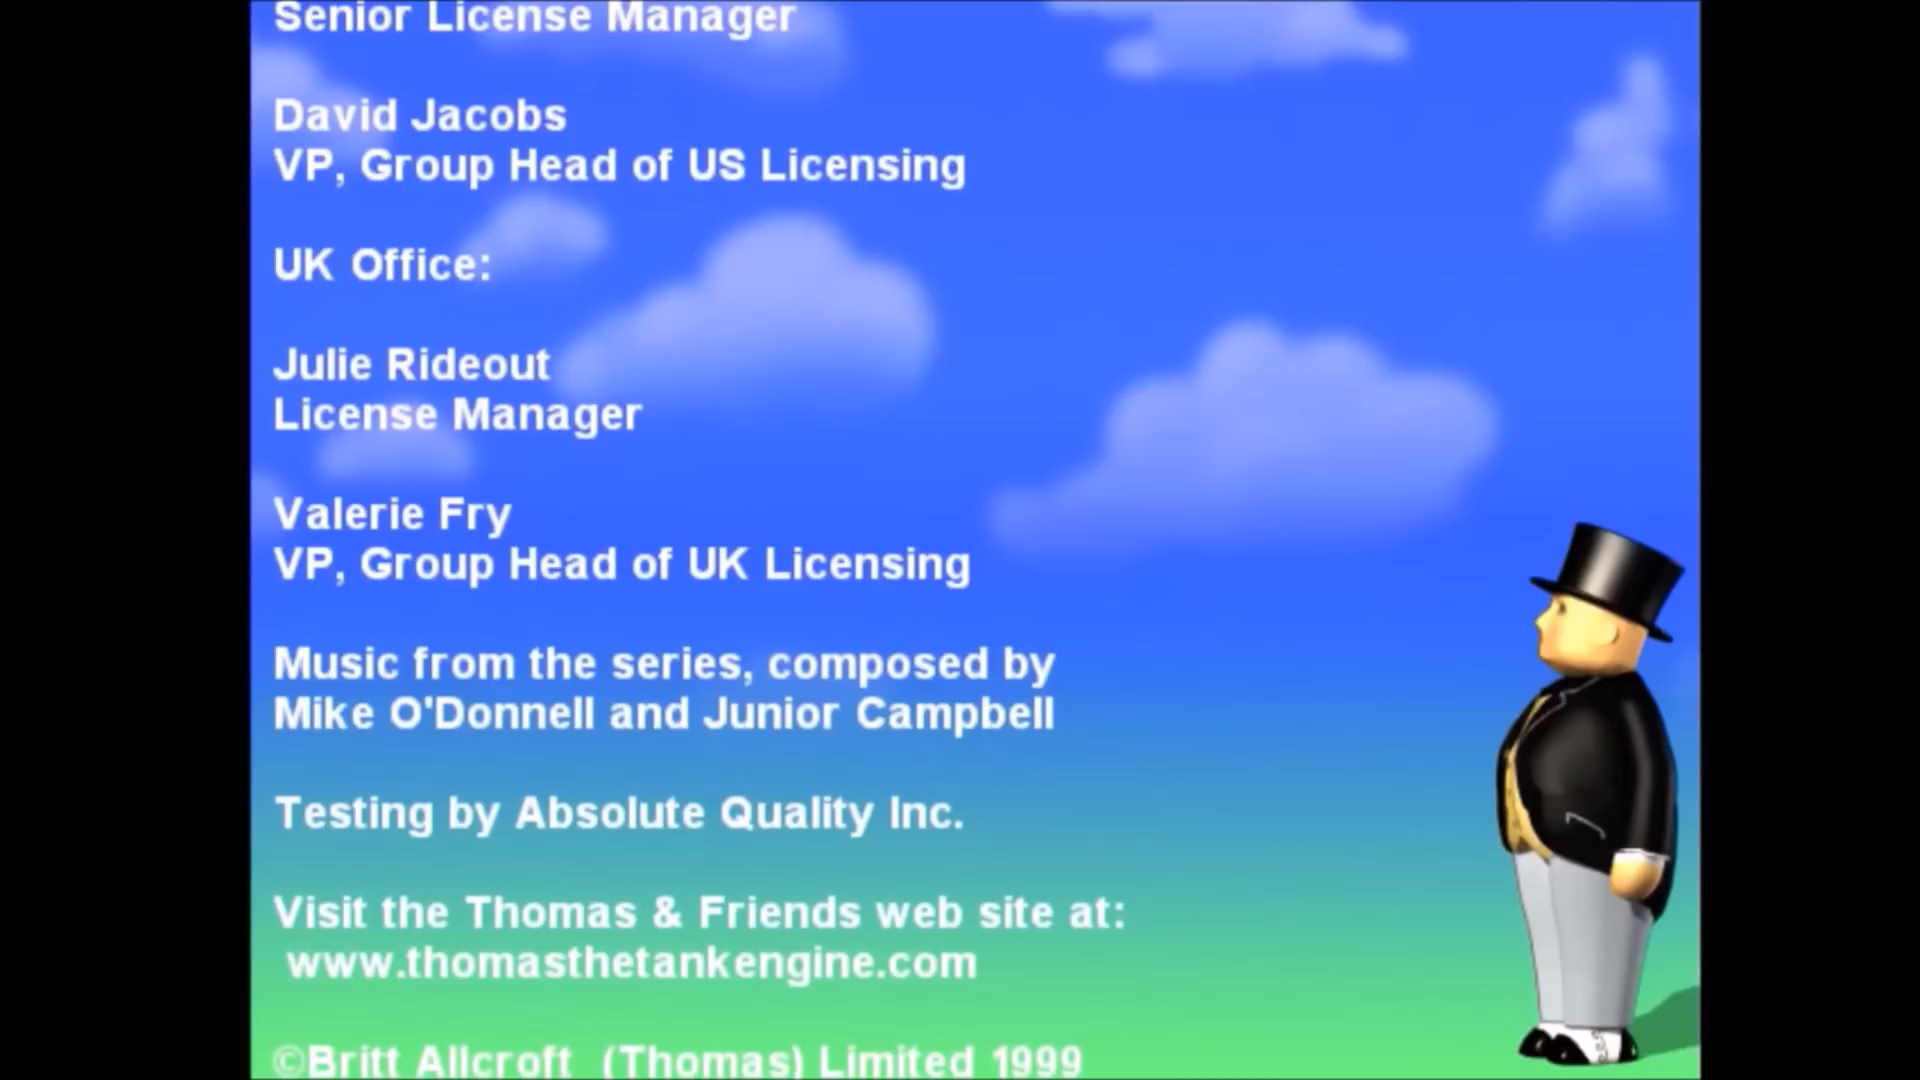 Senior License Manager
David Jacobs
VP, Group Head of US Licensing
UK Office:
Julie Rideout
License Manager
Valerie Fry
VP, Group Head of UK Licensing
Music from the series, composed by
Mike O'Donnell and Junior Campbell
Testing by Absolute Quality Inc.
Visit the Thomas & Friends web site at:
www.thomasthetankengine.com
©Britt Allcroft (Thomas) Limited 1999